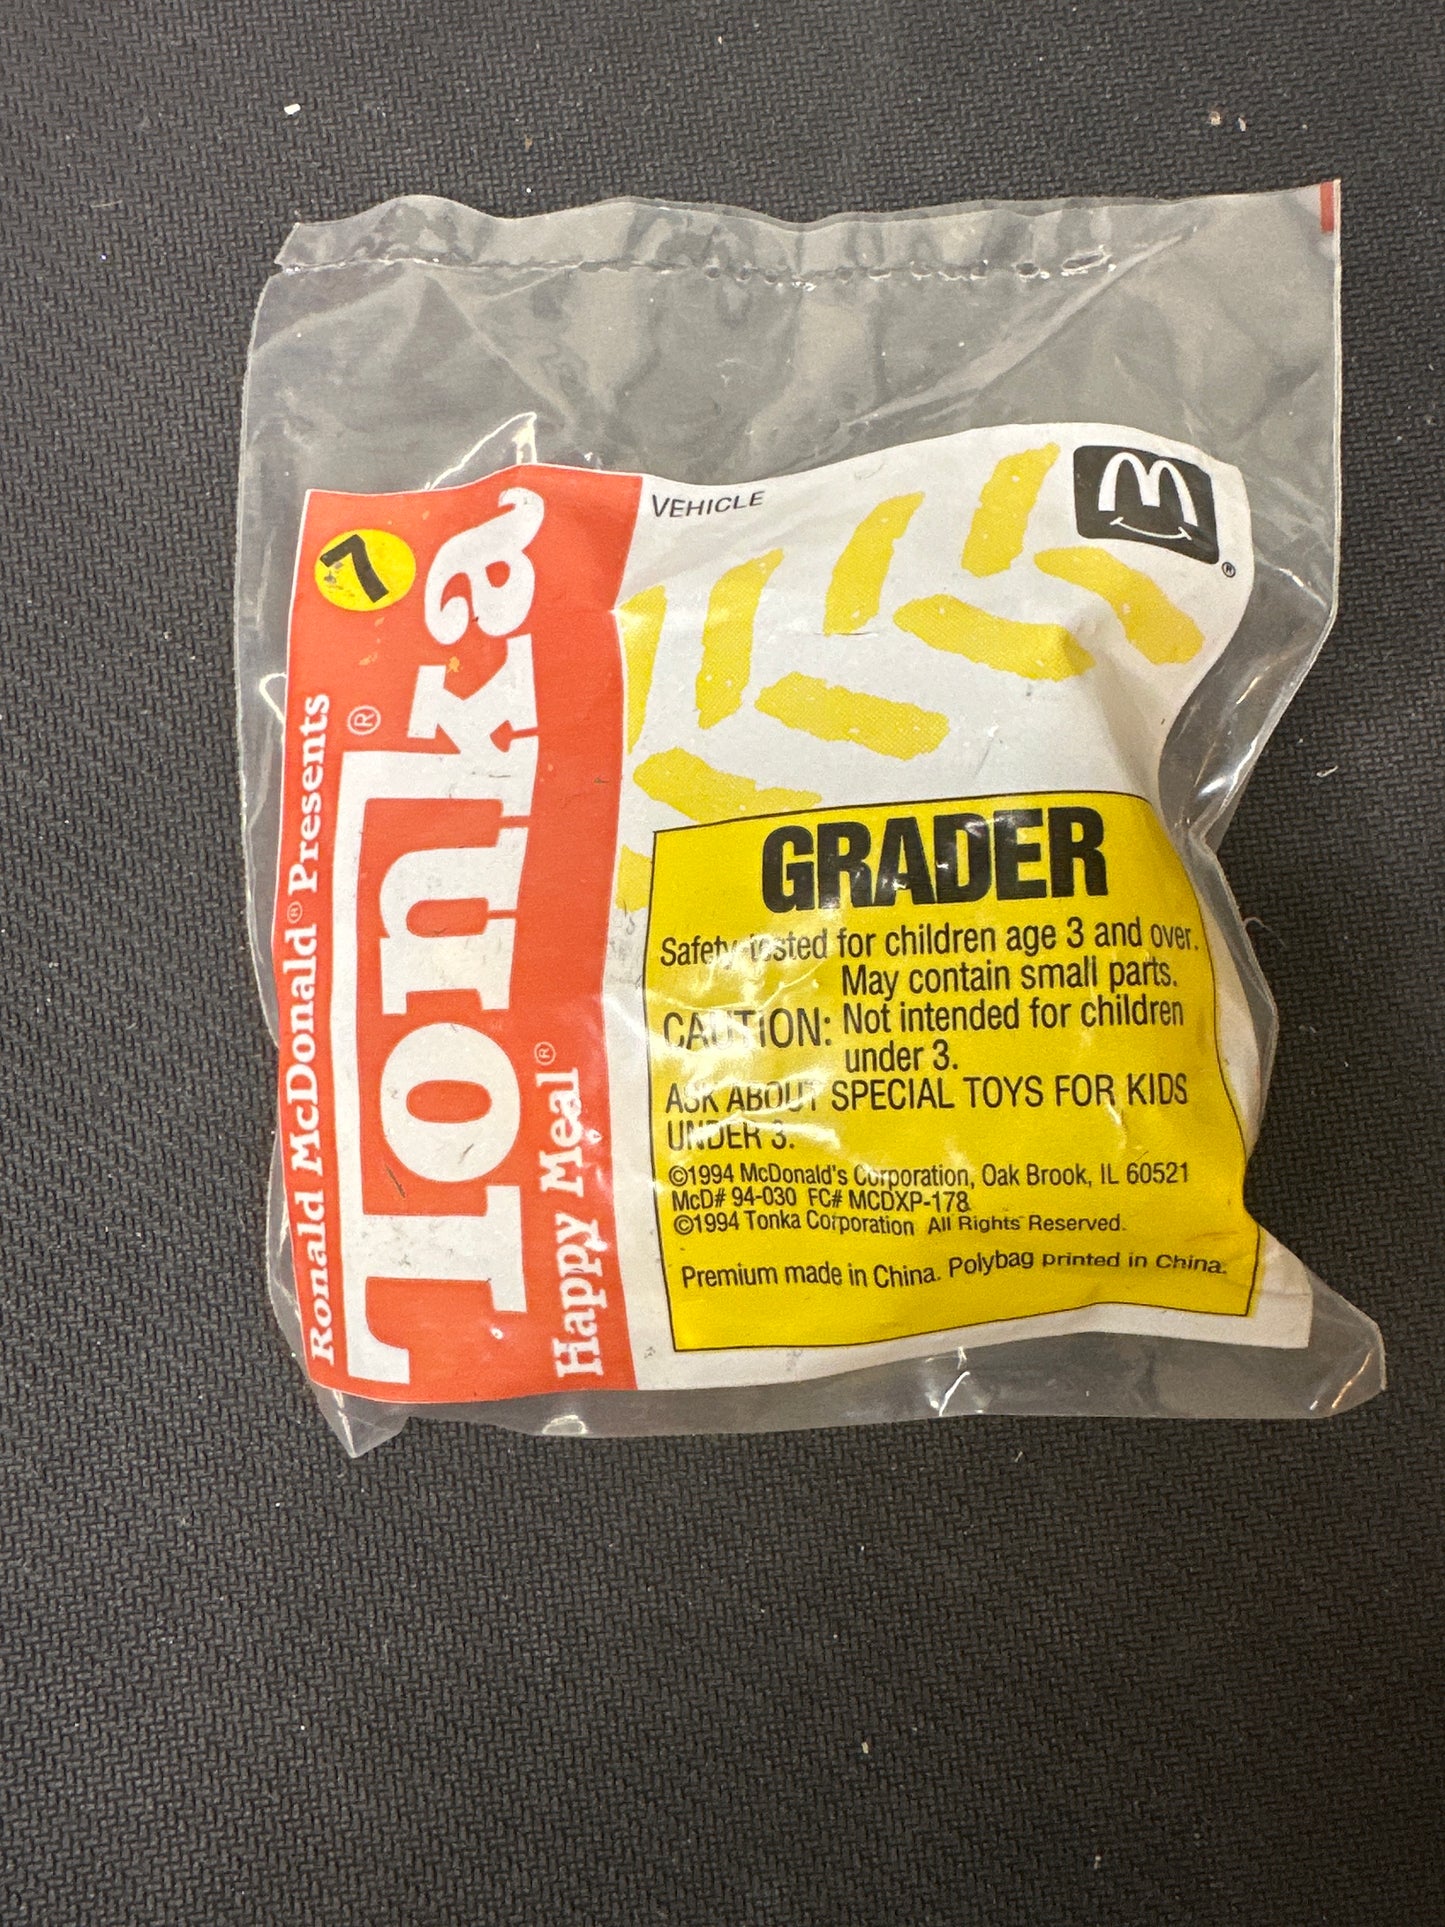 7
Ronald McDonald® Presents
Tonka®
Happy Meal®
VEHICLE
M®
GRADER
Safety tested for children age 3 and over.
May contain small parts.
CAUTION: Not intended for children
under 3.
ASK ABOUT SPECIAL TOYS FOR KIDS
UNDER 3.
©1994 McDonald's Corporation, Oak Brook, IL 60521
McD# 94-030 FC# MCDXP-178
©1994 Tonka Corporation All Rights Reserved.
Premium made in China. Polybag printed in China.